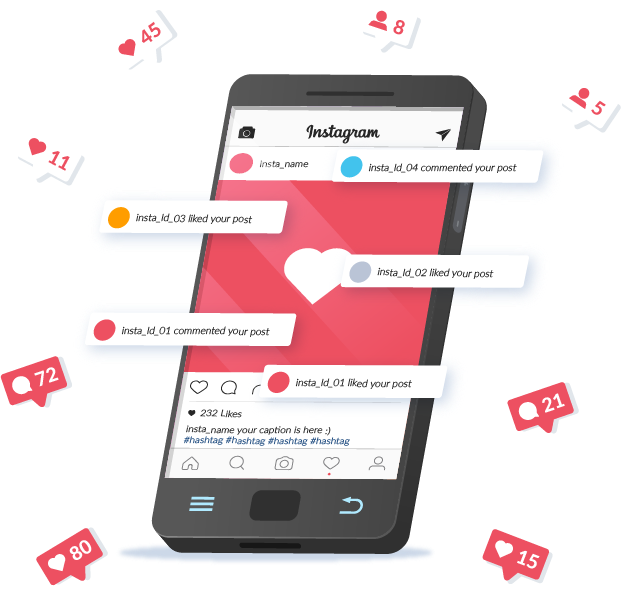 45
8
5
11
Instagram
insta_name
insta_Id_04 commented your post
insta_Id_03 liked your post
insta_Id_02 liked your post
insta_Id_01 commented your post
insta_Id_01 liked your post
72
21
232 Likes
insta_name your caption is here :)
#hashtag #hashtag #hashtag #hashtag
80
15